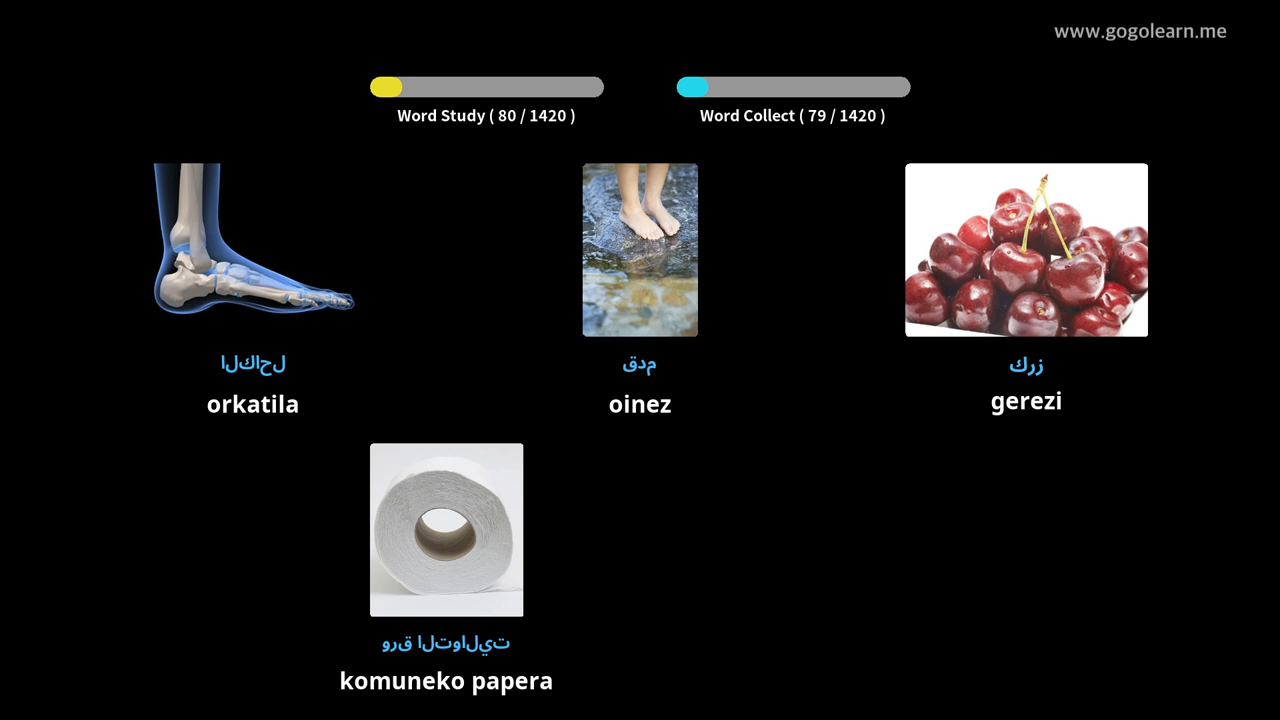 www.gogolearn.me
Word Study ( 80 / 1420 )
Word Collect ( 79 / 1420 )
الكاحل
orkatila
قدم
oinez
كرز
gerezi
ورق التواليت
komuneko papera